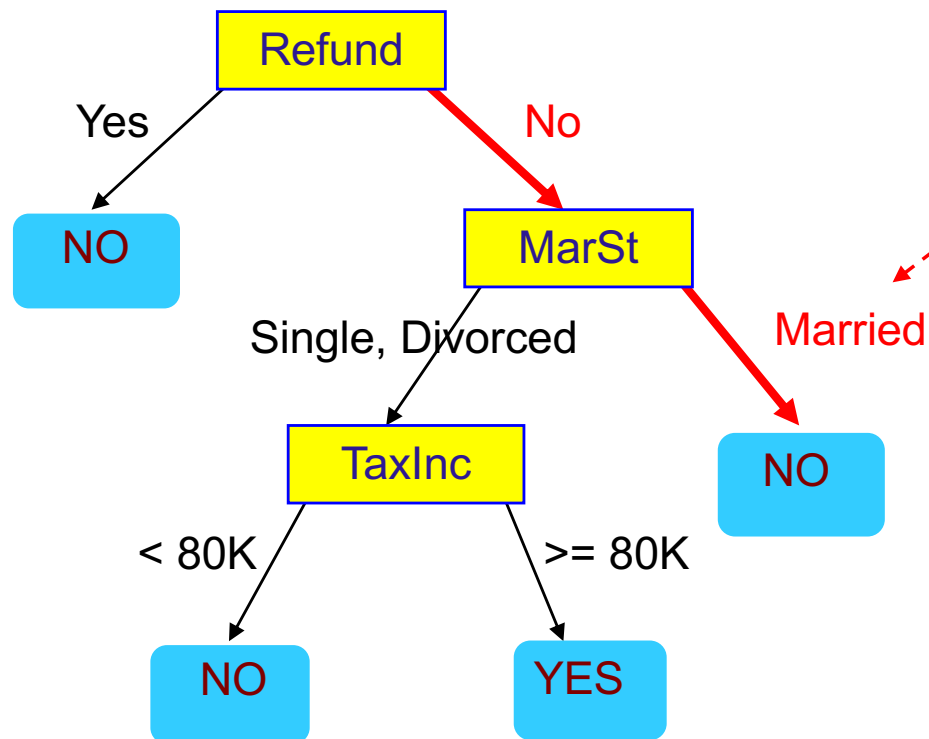 Refund
Yes
No
NO
MarSt
Single, Divorced
Married
TaxInc
NO
< 80K
>= 80K
NO
YES